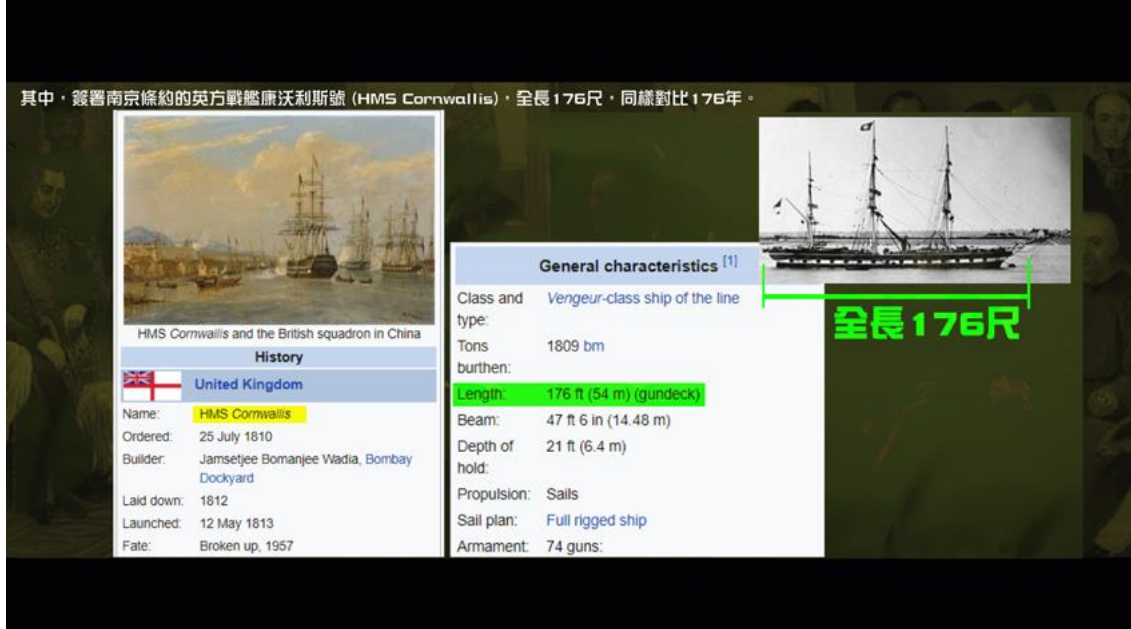 其中，簽署南京條約的英方戰艦康沃利斯號 (HMS Cornwallis)，全長176尺，同樣對比176年。
HMS Cornwallis and the British squadron in China
History
United Kingdom
Name: HMS Cornwallis
Ordered: 25 July 1810
Builder: Jamsetjee Bomanjee Wadia, Bombay
Dockyard
Laid down: 1812
Launched: 12 May 1813
Fate: Broken up, 1957
General characteristics [1]
Class and Vengeur-class ship of the line
type:
Tons 1809 bm
burthen:
Length: 176 ft (54 m) (gundeck)
Beam: 47 ft 6 in (14.48 m)
Depth of 21 ft (6.4 m)
hold:
Propulsion: Sails
Sail plan: Full rigged ship
Armament: 74 guns:
全長176尺